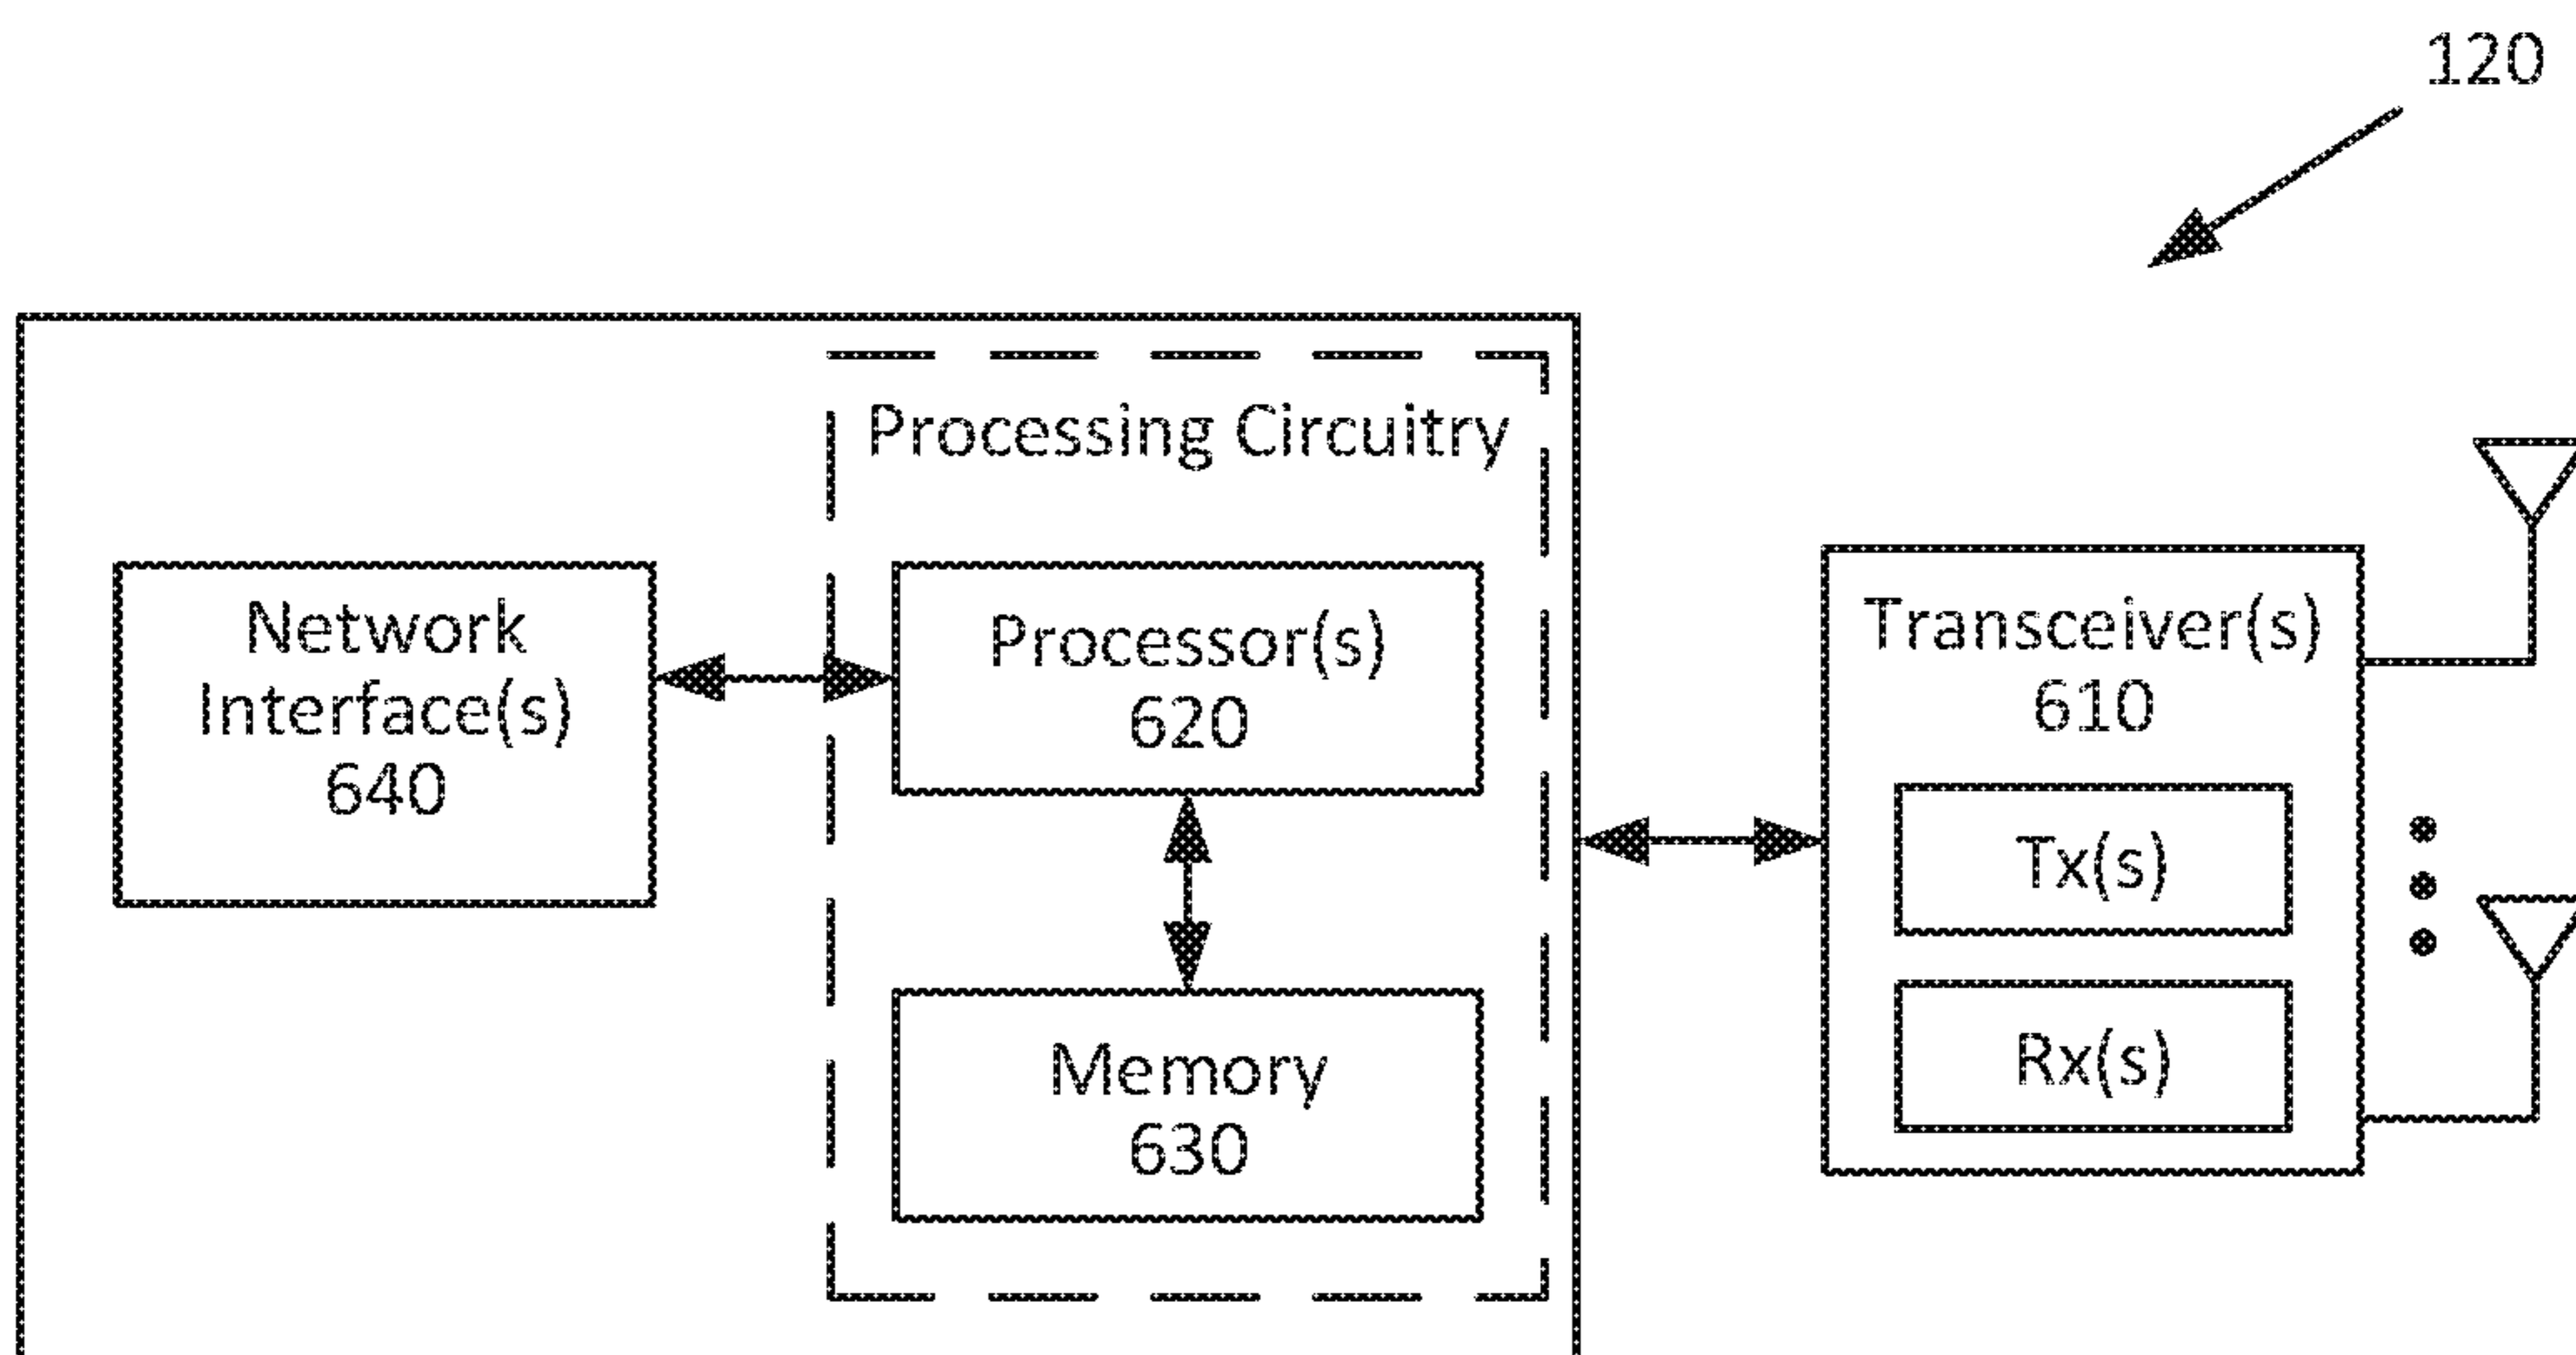 120
Processing Circuitry
Network
Interface(s)
640
Processor(s)
620
Memory
630
Transceiver(s)
610
Tx(s)
Rx(s)